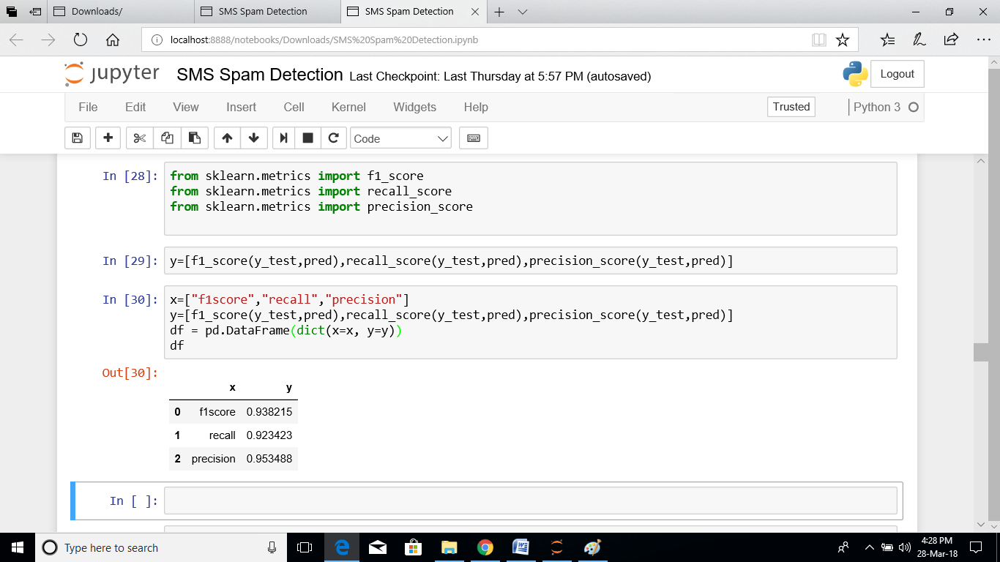 Downloads/ SMS Spam Detection SMS Spam Detection
localhost:8888/notebooks/Downloads/SMS%20Spam%20Detection.ipynb
jupyter SMS Spam Detection Last Checkpoint: Last Thursday at 5:57 PM (autosaved) Logout
File Edit View Insert Cell Kernel Widgets Help Trusted Python 3
Code
In [28]: from sklearn.metrics import f1_score
from sklearn.metrics import recall_score
from sklearn.metrics import precision_score
In [29]: y=[f1_score(y_test,pred),recall_score(y_test,pred),precision_score(y_test,pred)]
In [30]: x=["f1score","recall","precision"]
y=[f1_score(y_test,pred),recall_score(y_test,pred),precision_score(y_test,pred)]
df = pd.DataFrame(dict(x=x, y=y))
df
Out[30]:
x y
0 f1score 0.938215
1 recall 0.923423
2 precision 0.953488
In [ ]:
Type here to search
4:28 PM
28-Mar-18